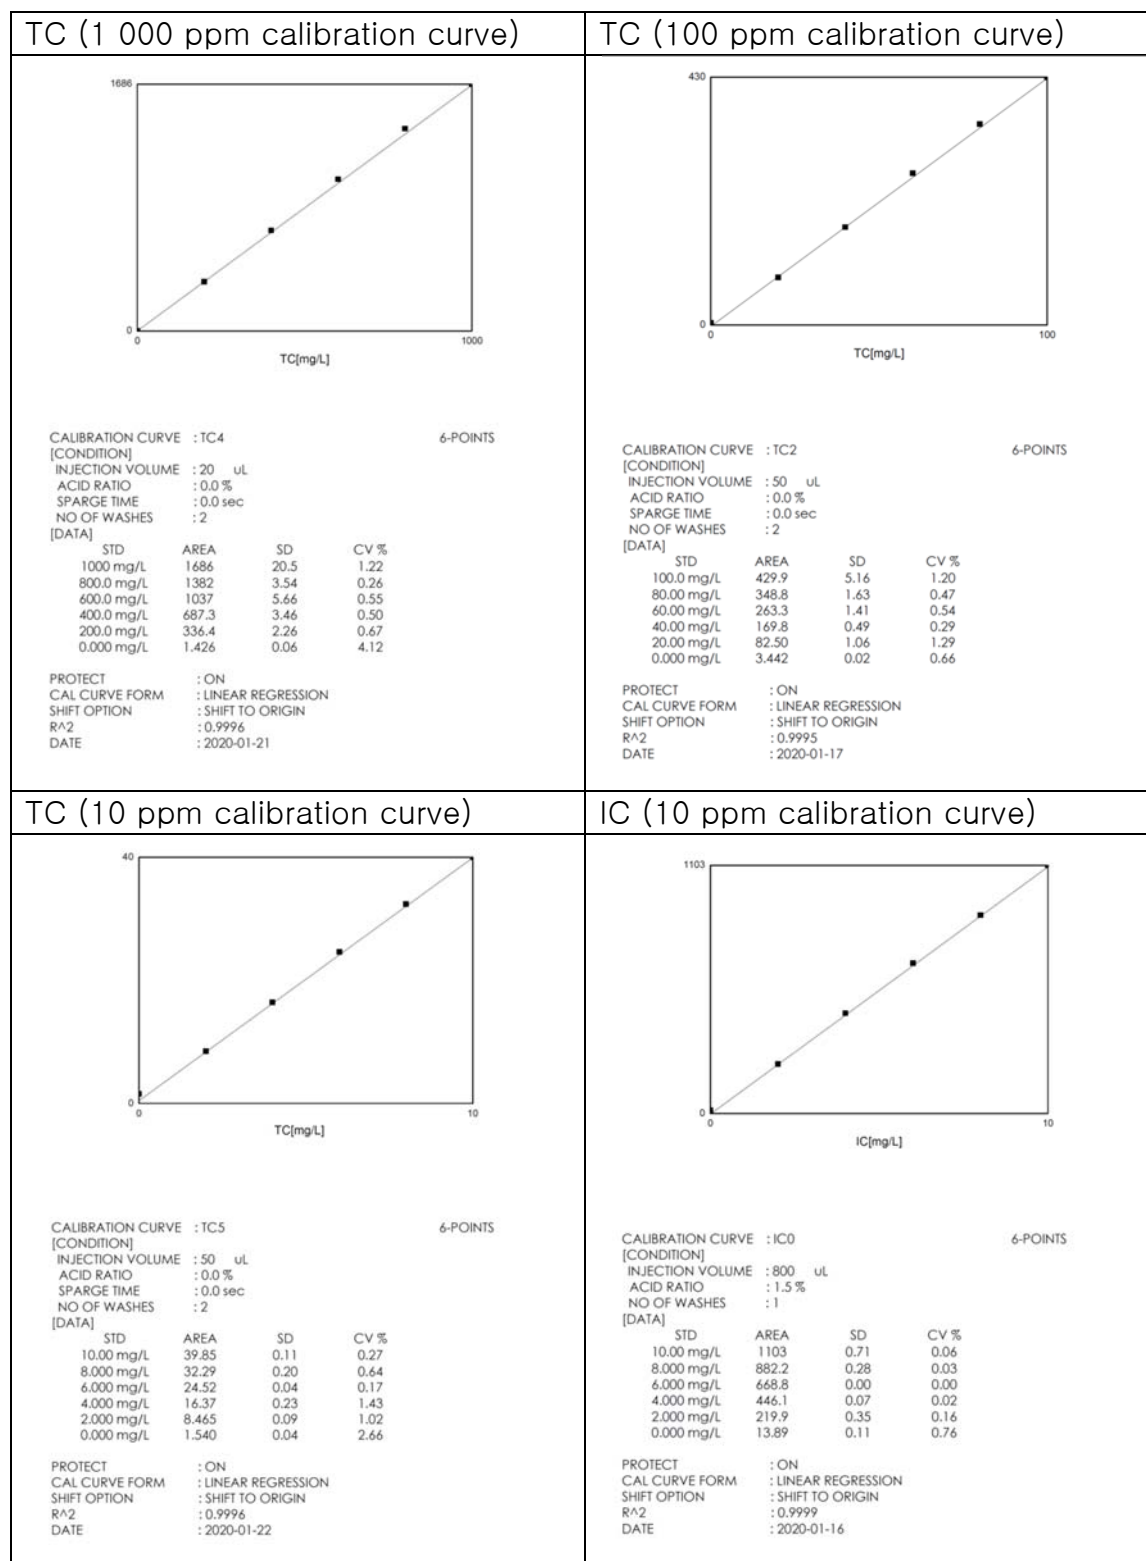 TC (1 000 ppm calibration curve)
1686
0
0
1000
TC[mg/L]
CALIBRATION CURVE : TC4 6-POINTS
[CONDITION]
INJECTION VOLUME : 20 uL
ACID RATIO : 0.0 %
SPARGE TIME : 0.0 sec
NO OF WASHES : 2
[DATA]
STD AREA SD CV %
1000 mg/L 1686 20.5 1.22
800.0 mg/L 1382 3.54 0.26
600.0 mg/L 1037 5.66 0.55
400.0 mg/L 687.3 3.46 0.50
200.0 mg/L 336.4 2.26 0.67
0.000 mg/L 1.426 0.06 4.12
PROTECT : ON
CAL CURVE FORM : LINEAR REGRESSION
SHIFT OPTION : SHIFT TO ORIGIN
R^2 : 0.9996
DATE : 2020-01-21
TC (100 ppm calibration curve)
430
0
0
100
TC[mg/L]
CALIBRATION CURVE : TC2 6-POINTS
[CONDITION]
INJECTION VOLUME : 50 uL
ACID RATIO : 0.0 %
SPARGE TIME : 0.0 sec
NO OF WASHES : 2
[DATA]
STD AREA SD CV %
100.0 mg/L 429.9 5.16 1.20
80.00 mg/L 348.8 1.63 0.47
60.00 mg/L 263.3 1.41 0.54
40.00 mg/L 169.8 0.49 0.29
20.00 mg/L 82.50 1.06 1.29
0.000 mg/L 3.442 0.02 0.66
PROTECT : ON
CAL CURVE FORM : LINEAR REGRESSION
SHIFT OPTION : SHIFT TO ORIGIN
R^2 : 0.9995
DATE : 2020-01-17
TC (10 ppm calibration curve)
40
0
0
10
TC[mg/L]
CALIBRATION CURVE : TC5 6-POINTS
[CONDITION]
INJECTION VOLUME : 50 uL
ACID RATIO : 0.0 %
SPARGE TIME : 0.0 sec
NO OF WASHES : 2
[DATA]
STD AREA SD CV %
10.00 mg/L 39.85 0.11 0.27
8.000 mg/L 32.29 0.20 0.64
6.000 mg/L 24.52 0.04 0.17
4.000 mg/L 16.37 0.23 1.43
2.000 mg/L 8.465 0.09 1.02
0.000 mg/L 1.540 0.04 2.66
PROTECT : ON
CAL CURVE FORM : LINEAR REGRESSION
SHIFT OPTION : SHIFT TO ORIGIN
R^2 : 0.9996
DATE : 2020-01-22
IC (10 ppm calibration curve)
1103
0
0
10
IC[mg/L]
CALIBRATION CURVE : IC0 6-POINTS
[CONDITION]
INJECTION VOLUME : 800 uL
ACID RATIO : 1.5 %
NO OF WASHES : 1
[DATA]
STD AREA SD CV %
10.00 mg/L 1103 0.71 0.06
8.000 mg/L 882.2 0.28 0.03
6.000 mg/L 668.8 0.00 0.00
4.000 mg/L 446.1 0.07 0.02
2.000 mg/L 219.9 0.35 0.16
0.000 mg/L 13.89 0.11 0.76
PROTECT : ON
CAL CURVE FORM : LINEAR REGRESSION
SHIFT OPTION : SHIFT TO ORIGIN
R^2 : 0.9999
DATE : 2020-01-16